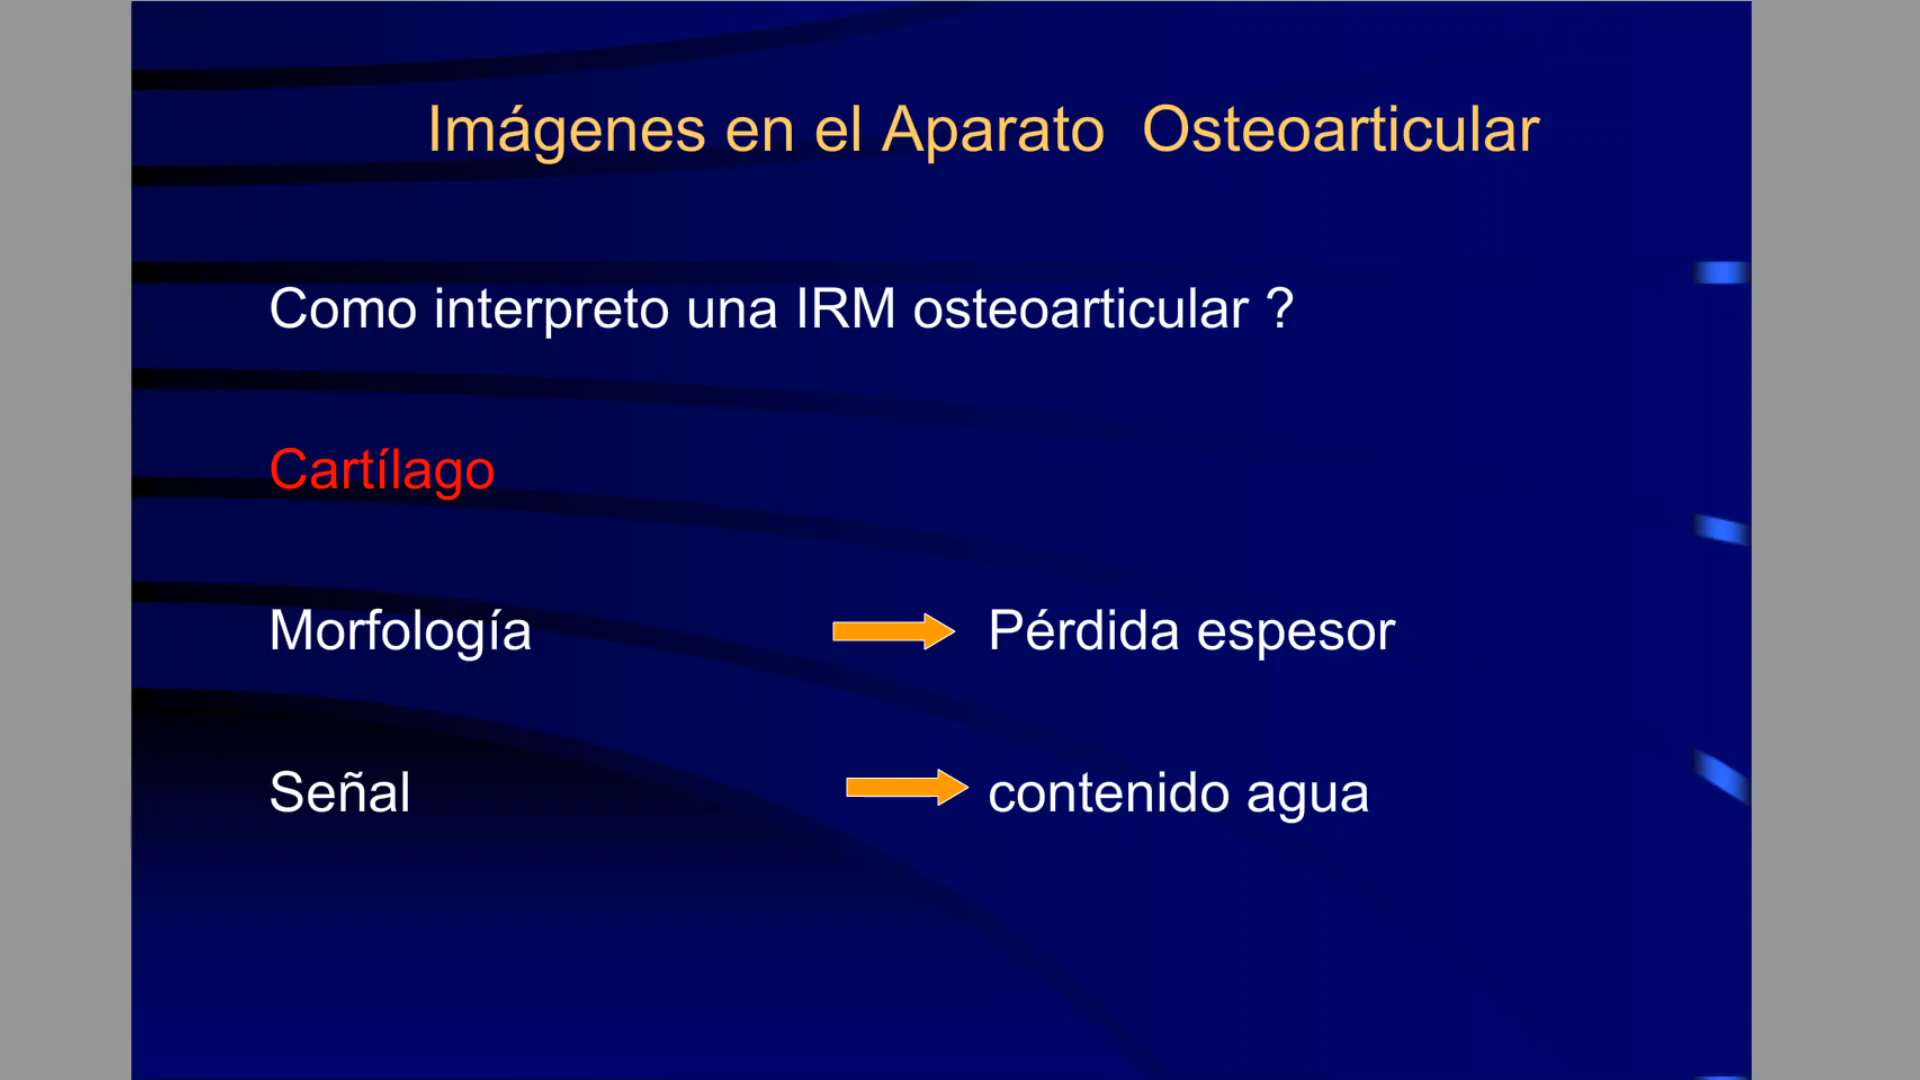 Imágenes en el Aparato Osteoarticular
Como interpreto una IRM osteoarticular ?
Cartílago
Morfología Pérdida espesor
Señal contenido agua